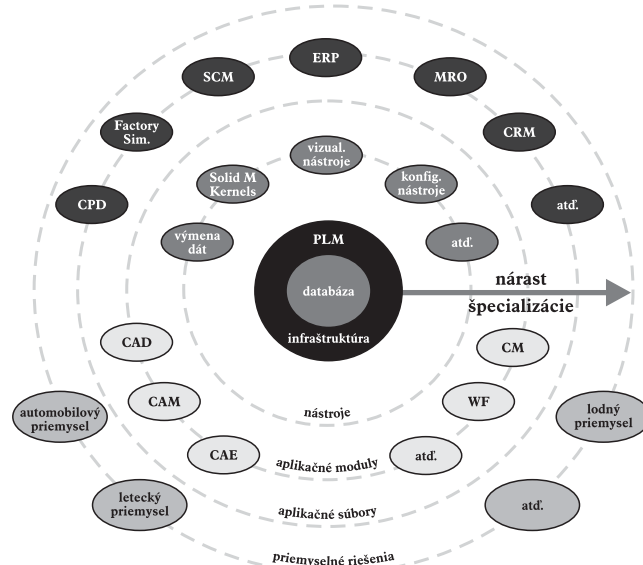 ERP
SCM
MRO
Factory
Sim.
CRM
vizual.
nástroje
Solid M
Kernels
konfig.
nástroje
CPD
atď.
výmena
dát
atď.
PLM
databáza
infraštruktúra
nárast
špecializácie
CAD
CM
automobilový
priemysel
CAM
nástroje
WF
lodný
priemysel
CAE
aplikačné moduly
atď.
letecký
priemysel
aplikačné súbory
atď.
priemyselné riešenia